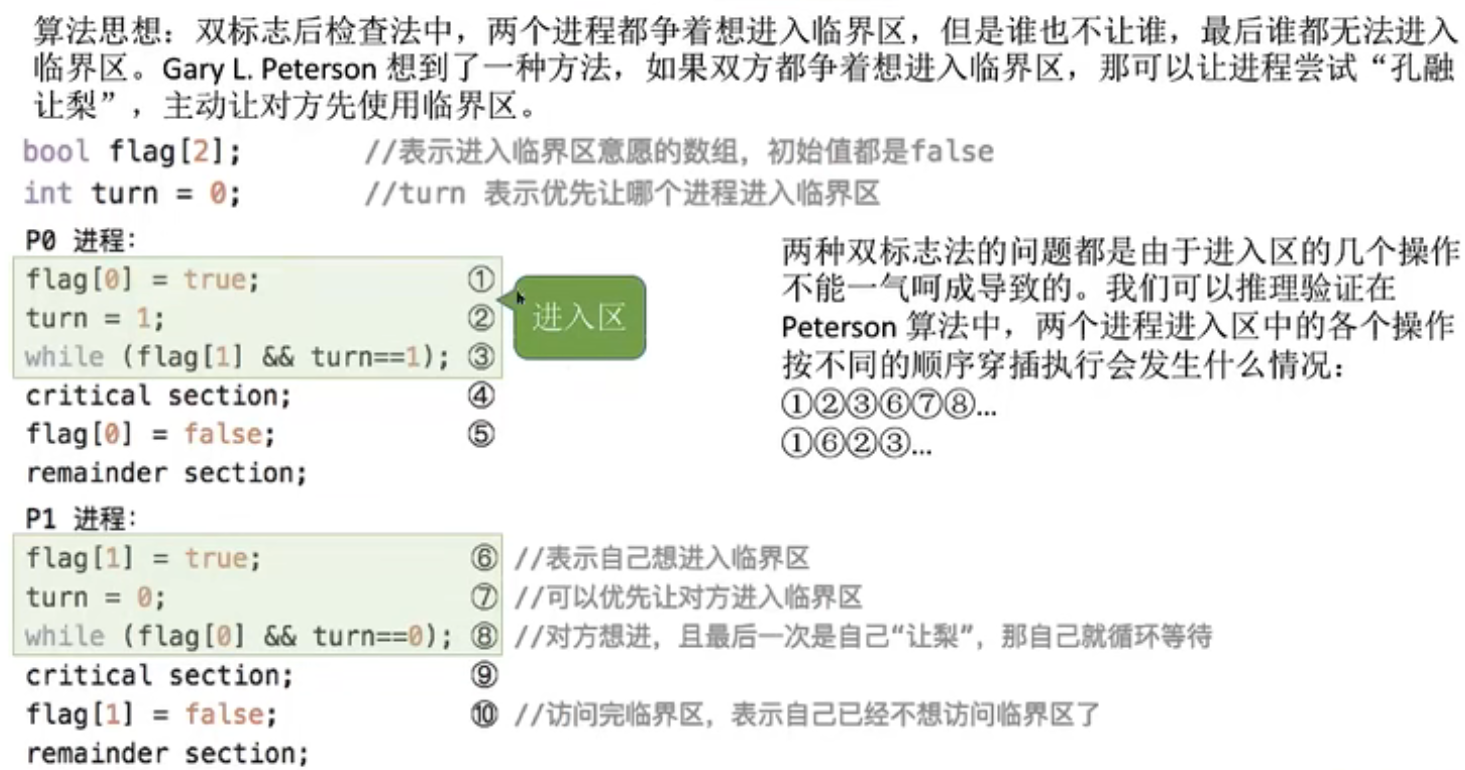 算法思想：双标志后检查法中，两个进程都争着想进入临界区，但是谁也不让谁，最后谁都无法进入
临界区。Gary L. Peterson 想到了一种方法，如果双方都争着想进入临界区，那可以让进程尝试“孔融
让梨”，主动让对方先使用临界区。
bool flag[2]; //表示进入临界区意愿的数组，初始值都是false
int turn = 0; //turn 表示优先让哪个进程进入临界区
P0 进程：
flag[0] = true; ①
turn = 1; ②
while (flag[1] && turn==1); ③
critical section; ④
flag[0] = false; ⑤
remainder section;
进入区
两种双标志法的问题都是由于进入区的几个操作
不能一气呵成导致的。我们可以推理验证在
Peterson 算法中，两个进程进入区中的各个操作
按不同的顺序穿插执行会发生什么情况：
①②③⑥⑦⑧...
①⑥②③...
P1 进程：
flag[1] = true; ⑥ //表示自己想进入临界区
turn = 0; ⑦ //可以优先让对方进入临界区
while (flag[0] && turn==0); ⑧ //对方想进，且最后一次是自己“让梨”，那自己就循环等待
critical section; ⑨
flag[1] = false; ⑩ //访问完临界区，表示自己已经不想访问临界区了
remainder section;